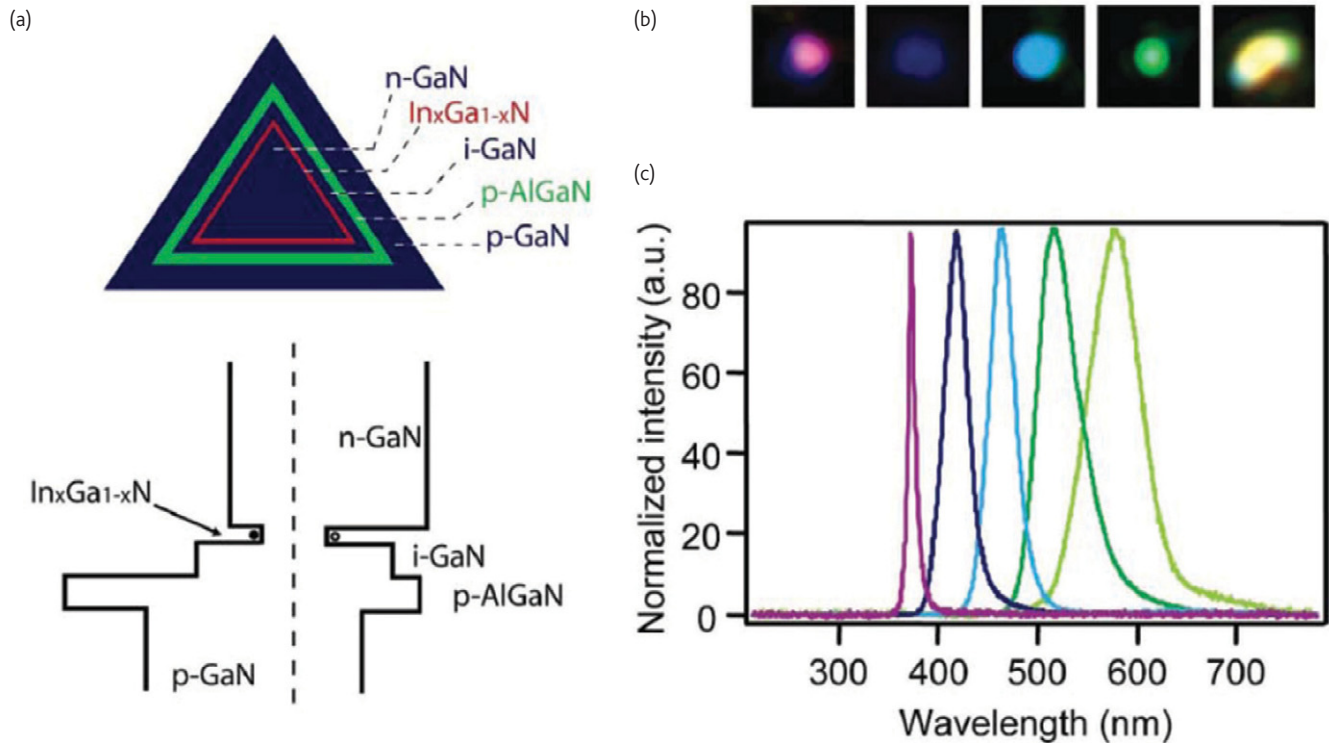 (a)
n-GaN
InxGa1-xN
i-GaN
p-AlGaN
p-GaN
n-GaN
InxGa1-xN
i-GaN
p-AlGaN
p-GaN
(b)
(c)
Normalized intensity (a.u.)
80
60
40
20
0
300 400 500 600 700
Wavelength (nm)